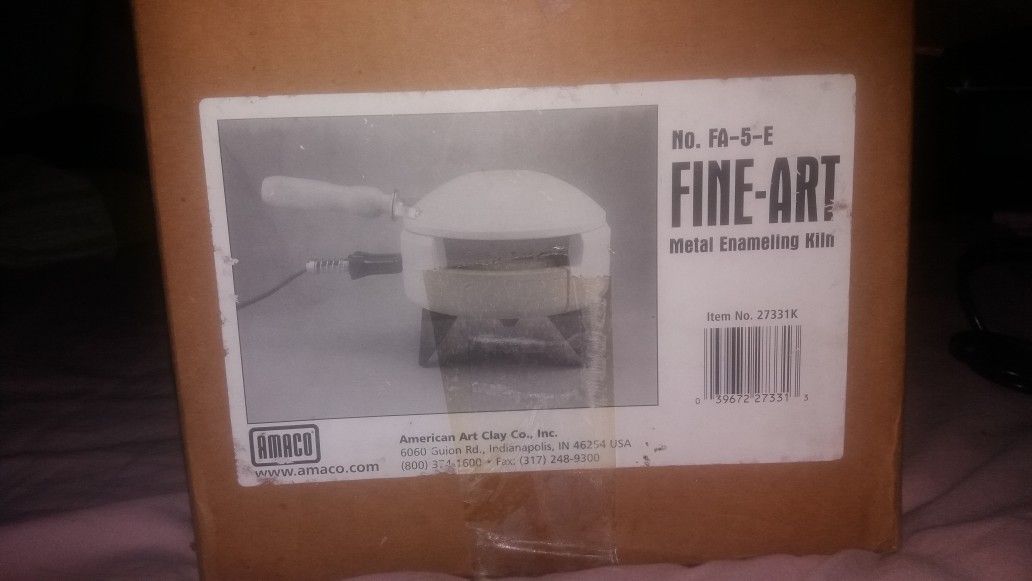 No. FA-5-E
FINE-ART
Metal Enameling Kiln
Item No. 27331K
0 39672 27331 3
AMACO
www.amaco.com
American Art Clay Co., Inc.
6060 Guion Rd., Indianapolis, IN 46254 USA
(800) 374-1600 • Fax: (317) 248-9300